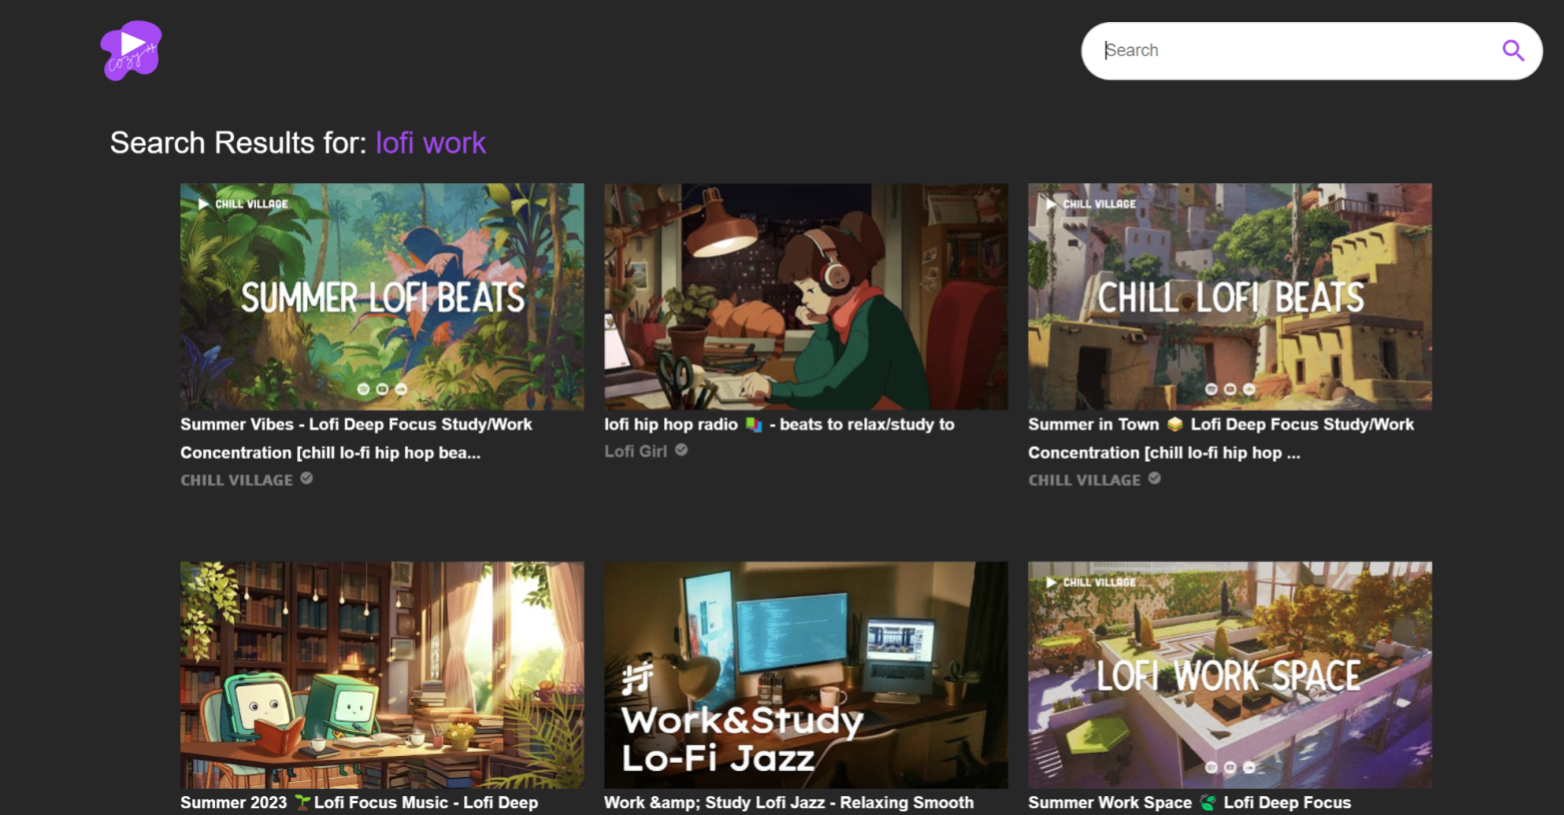 cozy
Search
Search Results for: lofi work
CHILL VILLAGE
SUMMER LOFI BEATS
CHILL VILLAGE
CHILL LOFI BEATS
Summer Vibes - Lofi Deep Focus Study/Work
Concentration [chill lo-fi hip hop bea...
CHILL VILLAGE
lofi hip hop radio 📚 - beats to relax/study to
Lofi Girl
Summer in Town Lofi Deep Focus Study/Work
Concentration [chill lo-fi hip hop ...
CHILL VILLAGE
Work&Study
Lo-Fi Jazz
CHILL VILLAGE
LOFI WORK SPACE
Summer 2023 🌱Lofi Focus Music - Lofi Deep
Work &amp; Study Lofi Jazz - Relaxing Smooth
Summer Work Space 🌿 Lofi Deep Focus